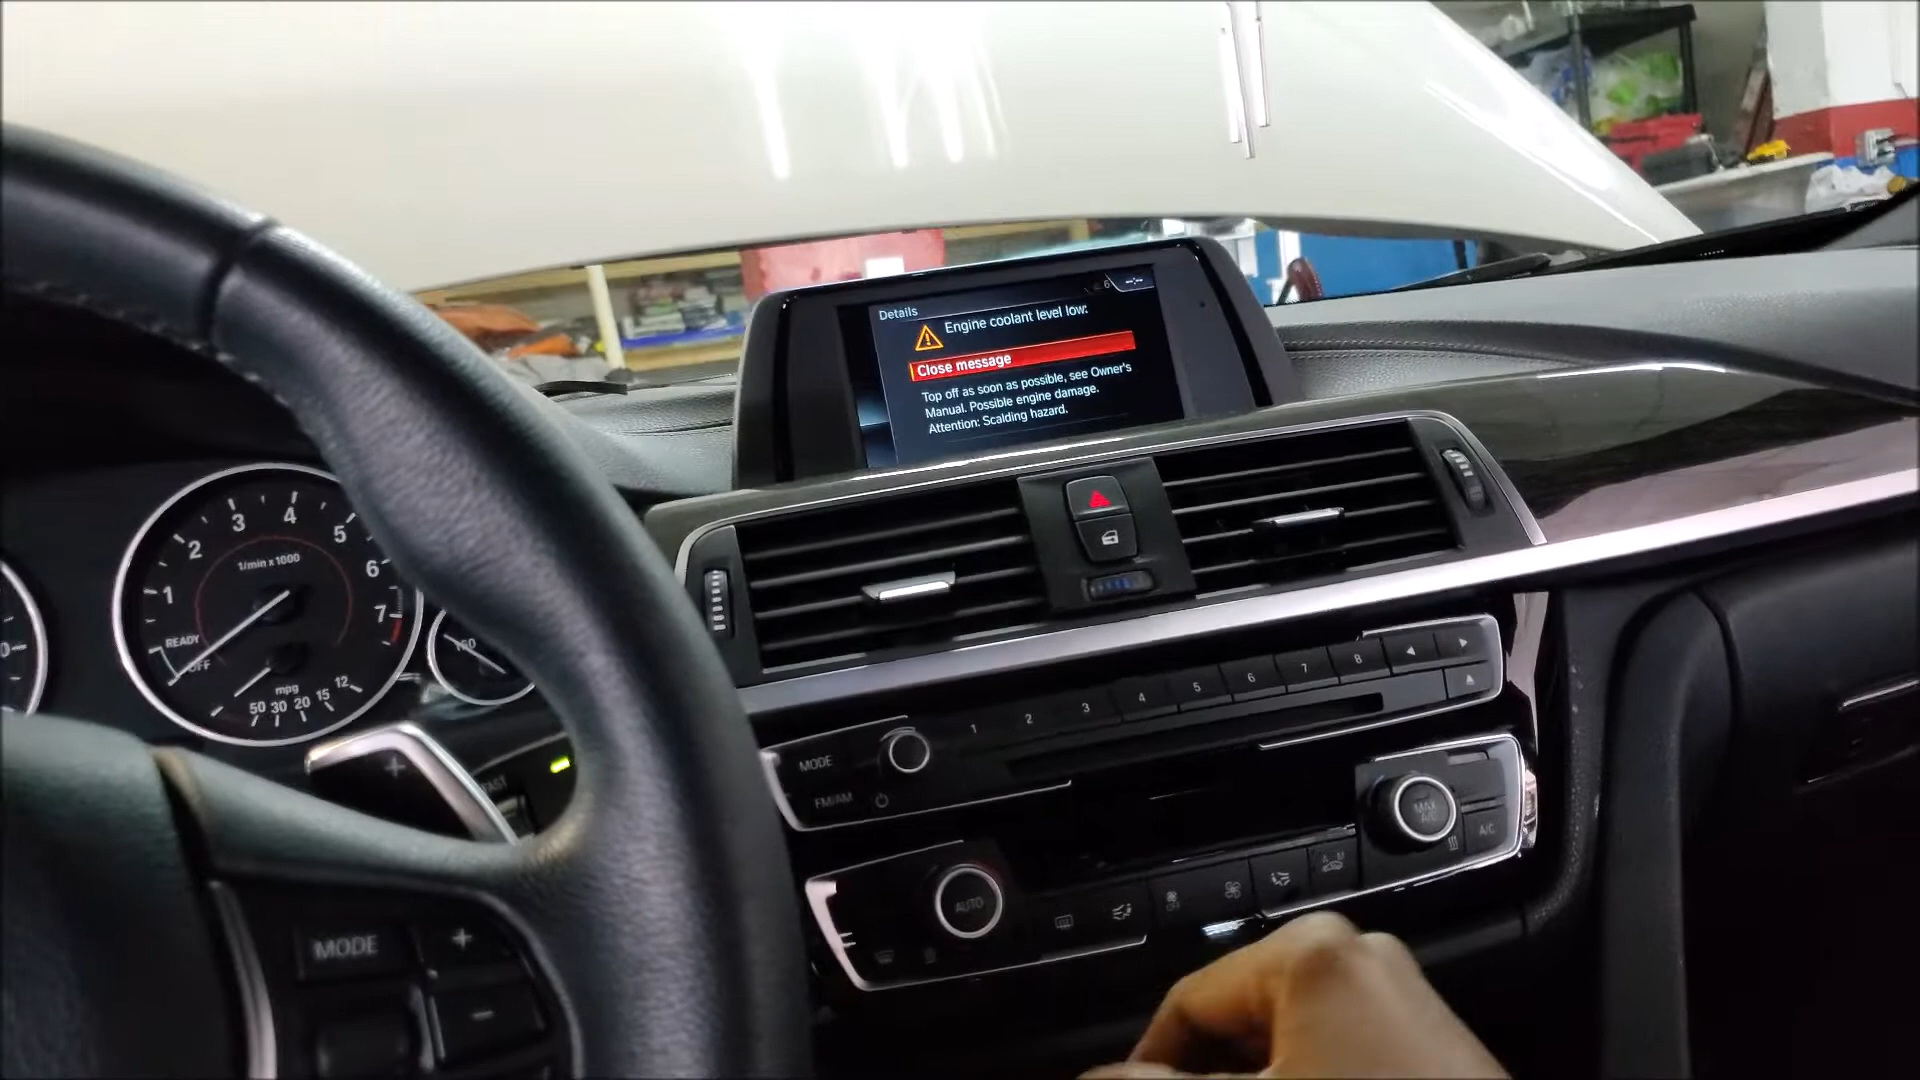 Details
Engine coolant level low:
Close message
Top off as soon as possible, see Owner's
Manual. Possible engine damage.
Attention: Scalding hazard.
1 2 3 4 5 6 7
1/min x 1000
READY
OFF
mpg
50 30 20 15 12
1 2 3 4 5 6 7 8
MODE
FM/AM
MAX
A/C
A/C
AUTO
MODE
+
-
+